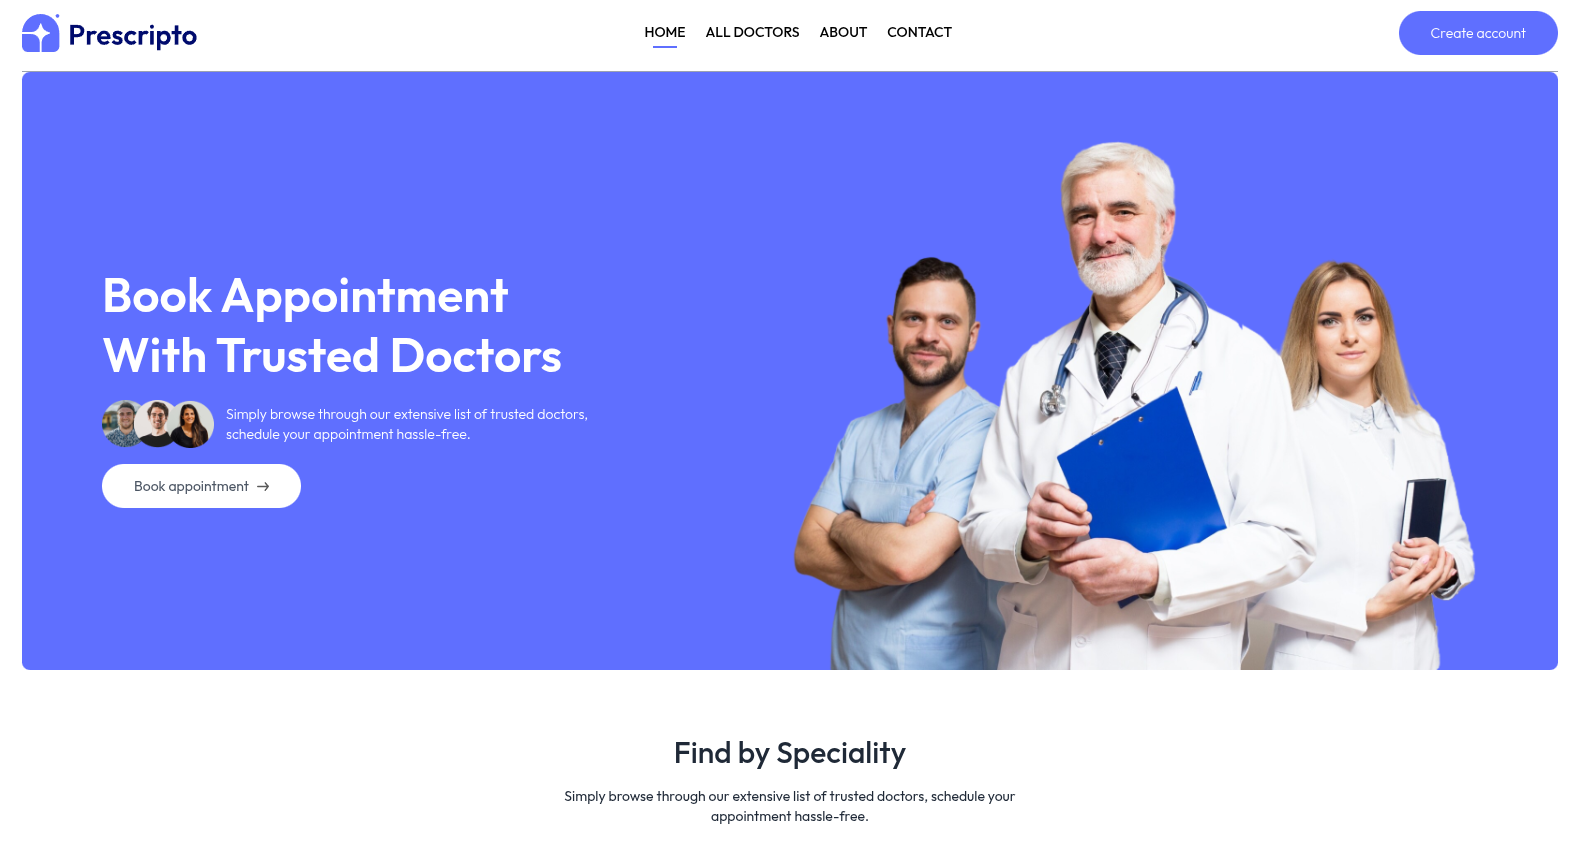 Prescripto
HOME
ALL DOCTORS
ABOUT
CONTACT
Create account
Book Appointment
With Trusted Doctors
Simply browse through our extensive list of trusted doctors,
schedule your appointment hassle-free.
Book appointment →
Find by Speciality
Simply browse through our extensive list of trusted doctors, schedule your
appointment hassle-free.